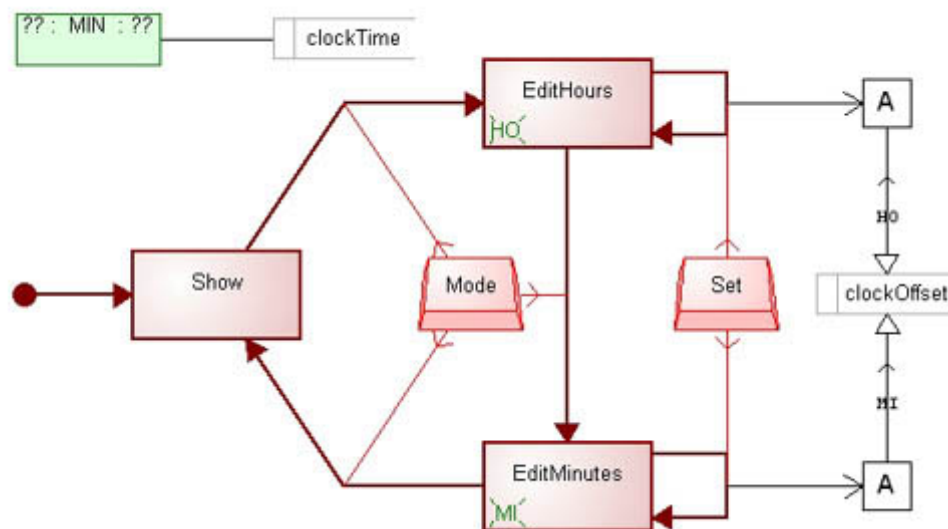 ?? : MIN : ??
clockTime
EditHours
HO
A
HO
Show
Mode
Set
clockOffset
MI
EditMinutes
MI
A